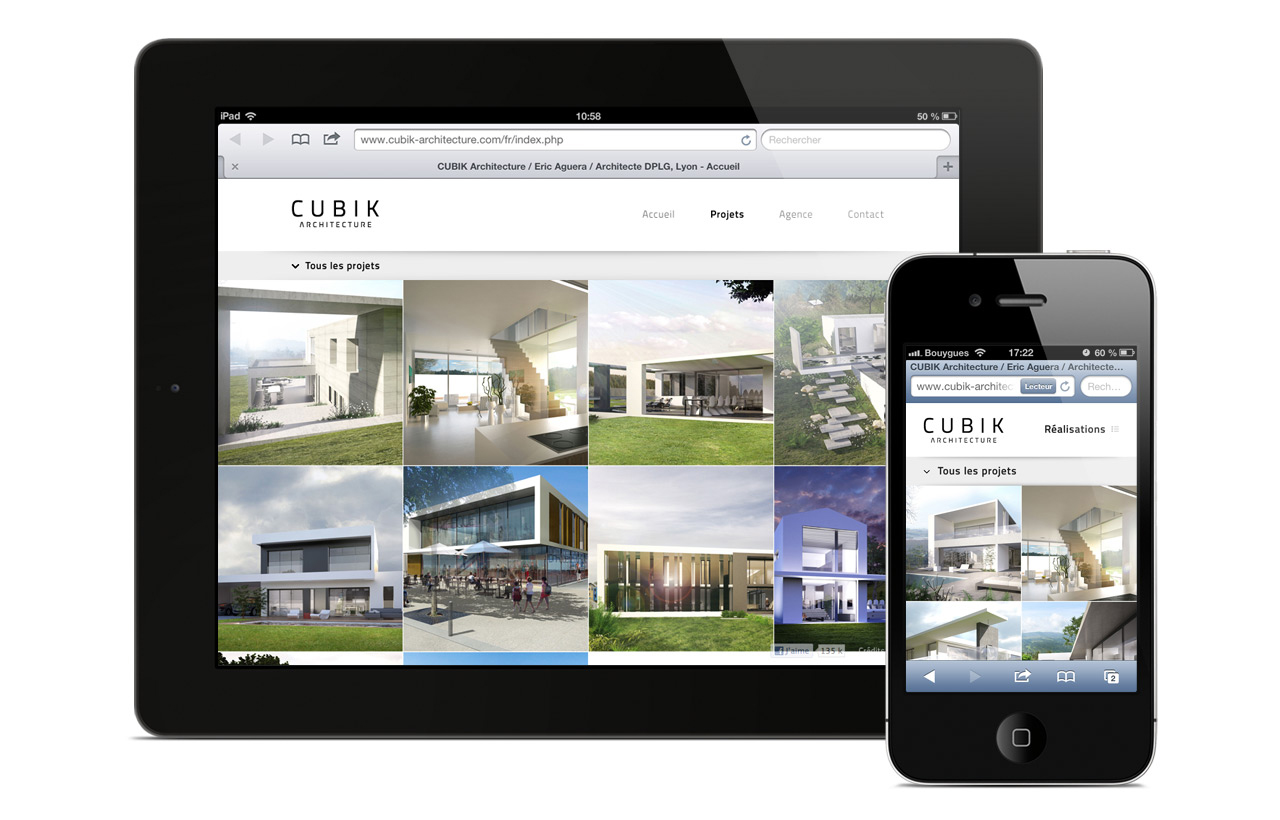 iPad 10:58 50 %
www.cubik-architecture.com/fr/index.php Rechercher
CUBIK Architecture / Eric Aguera / Architecte DPLG, Lyon - Accueil
CUBIK
ARCHITECTURE
Accueil Projets Agence Contact
Tous les projets
J'aime 135 k Crédits
Bouygues 17:22 60 %
CUBIK Architecture / Eric Aguera / Architecte...
www.cubik-architec Lecteur Rech...
CUBIK
ARCHITECTURE
Réalisations
Tous les projets
2